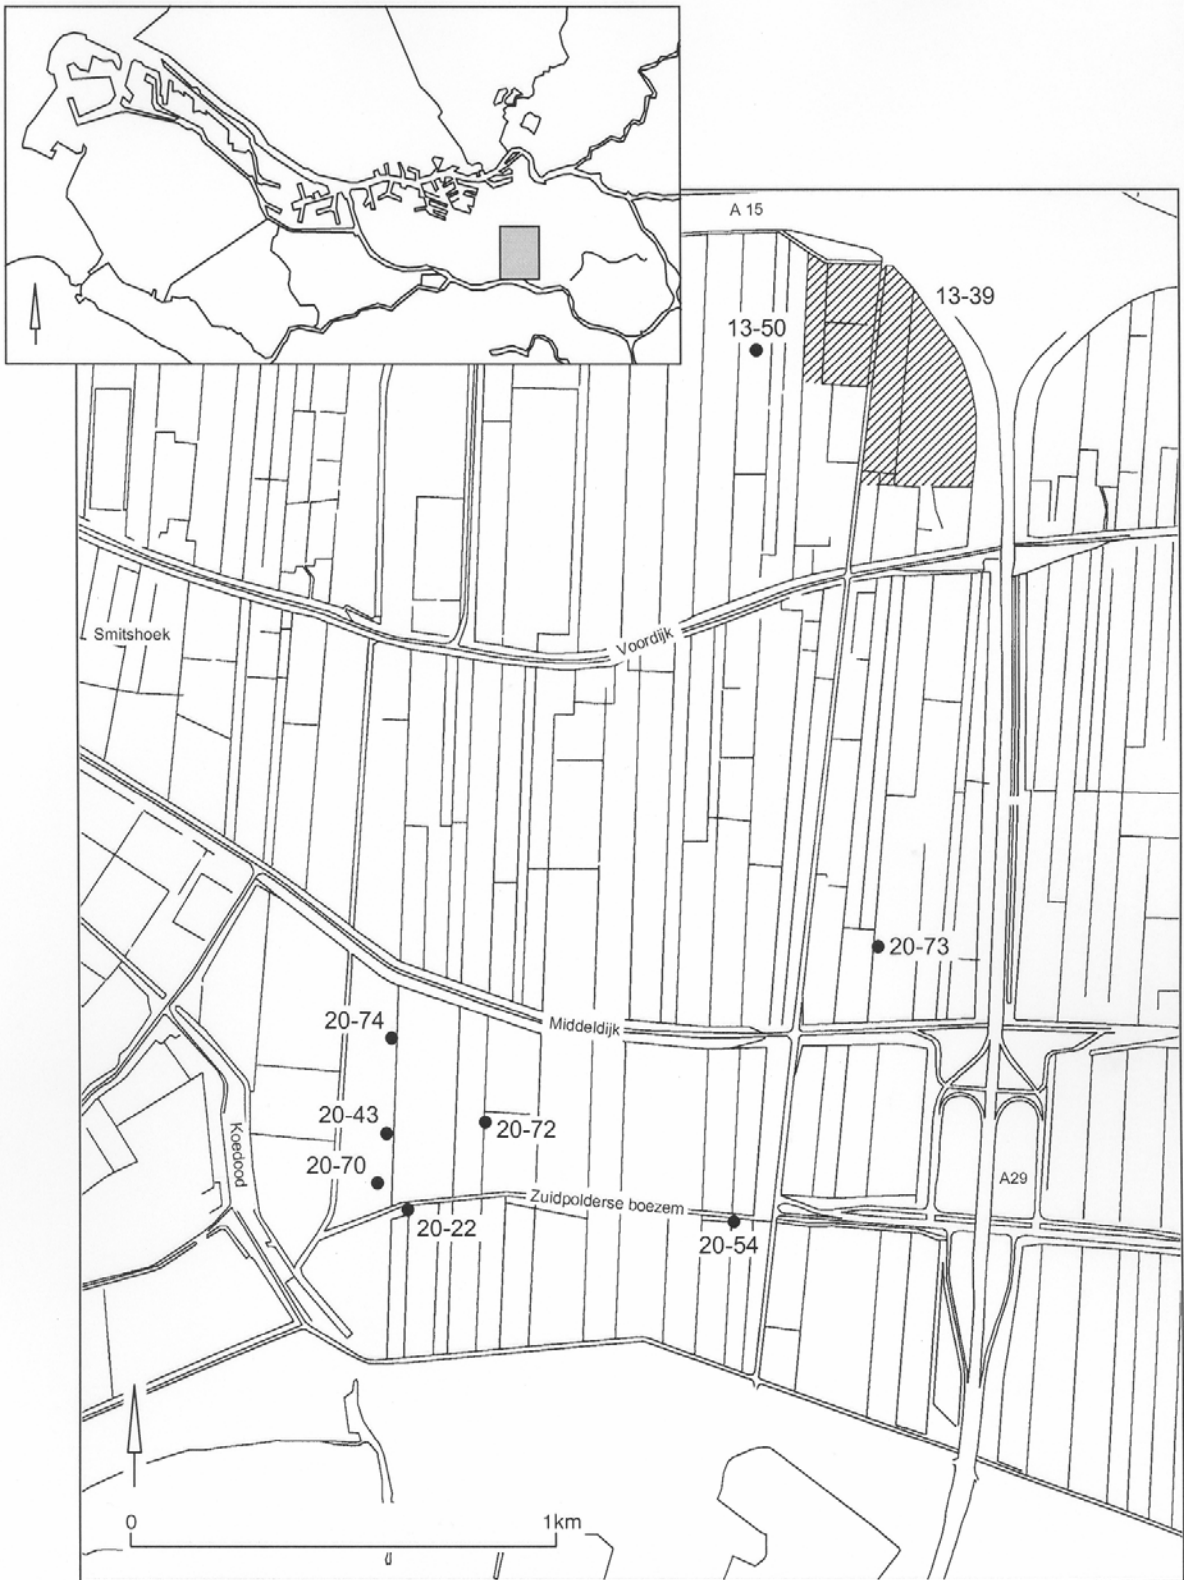 A 15
13-39
13-50
Smitshoek
Voordijk
20-73
20-74
Middeldijk
20-43
20-72
Koedood
20-70
A29
Zuidpolderse boezem
20-22
20-54
0
1km